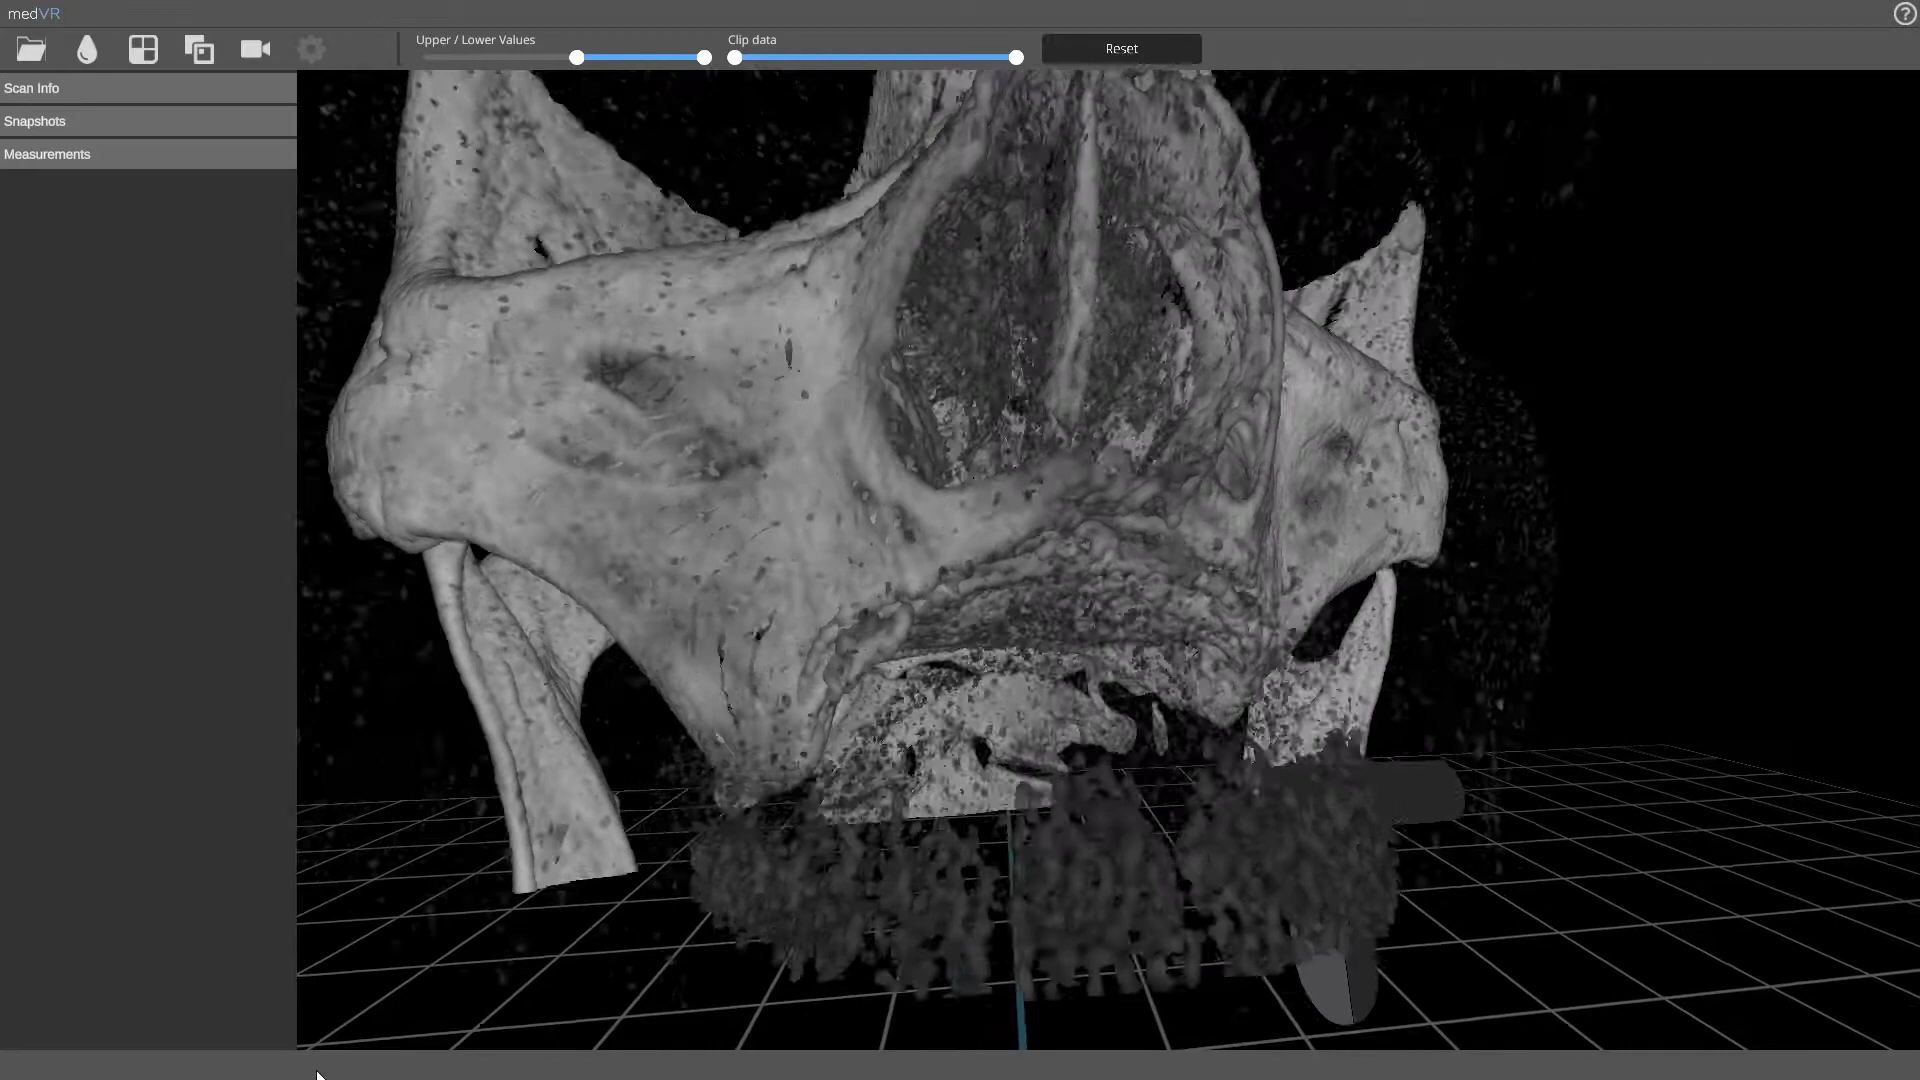 medVR
?
Upper / Lower Values
Clip data
Reset
Scan Info
Snapshots
Measurements